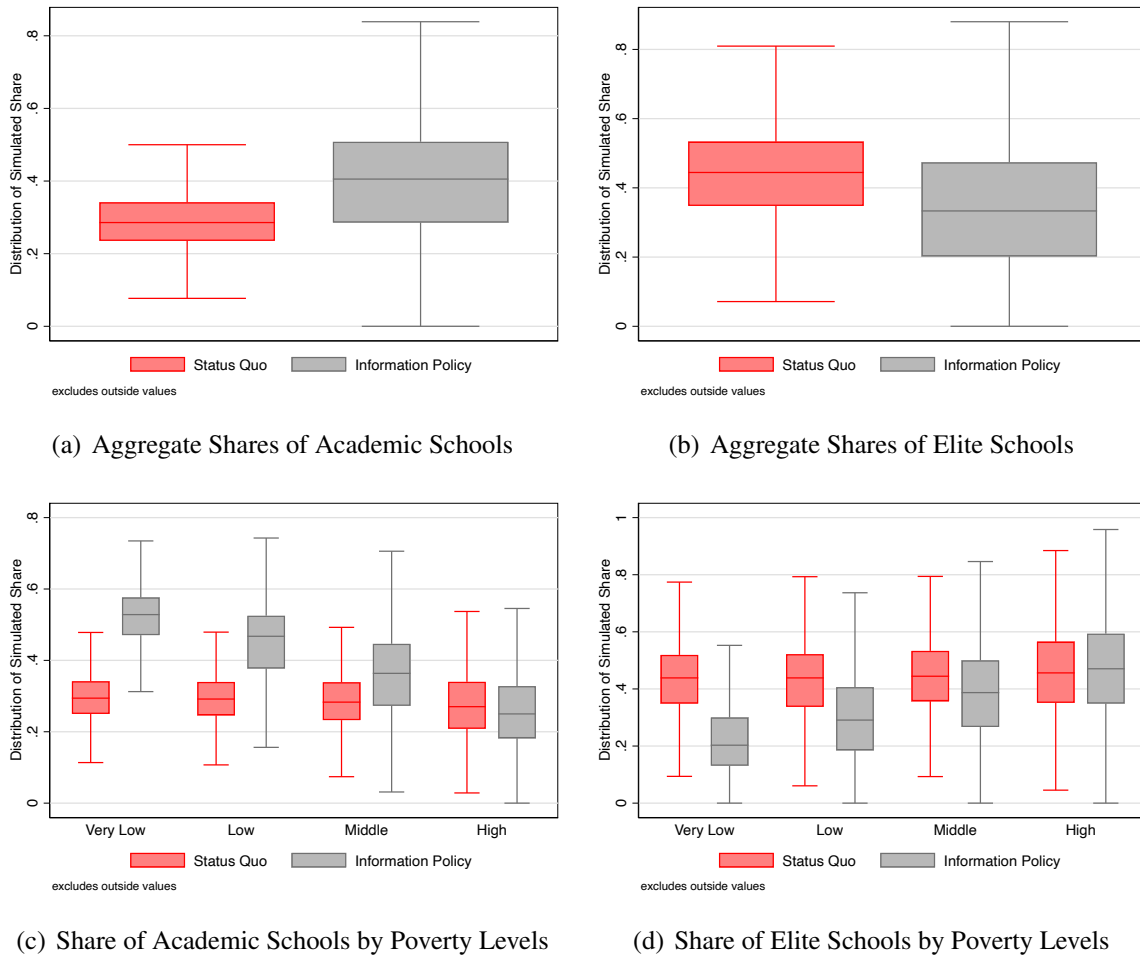 Distribution of Simulated Share
.8
.6
.4
.2
0
Status Quo
Information Policy
excludes outside values
(a) Aggregate Shares of Academic Schools
Distribution of Simulated Share
.8
.6
.4
.2
0
Status Quo
Information Policy
excludes outside values
(b) Aggregate Shares of Elite Schools
Distribution of Simulated Share
.8
.6
.4
.2
0
Very Low
Low
Middle
High
Status Quo
Information Policy
excludes outside values
(c) Share of Academic Schools by Poverty Levels
Distribution of Simulated Share
1
.8
.6
.4
.2
0
Very Low
Low
Middle
High
Status Quo
Information Policy
excludes outside values
(d) Share of Elite Schools by Poverty Levels